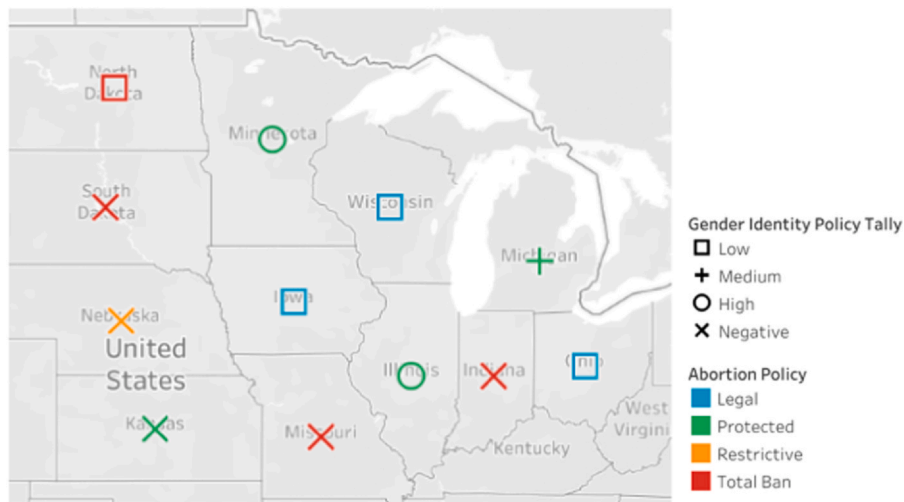 North
Dakota
Minnesota
South
Dakota
Wisconsin
Michigan
Nebraska
Iowa
United
States
Illinois
Indiana
Ohio
Kansas
Missouri
Kentucky
West
Virgini
Gender Identity Policy Tally
Low
Medium
High
Negative
Abortion Policy
Legal
Protected
Restrictive
Total Ban